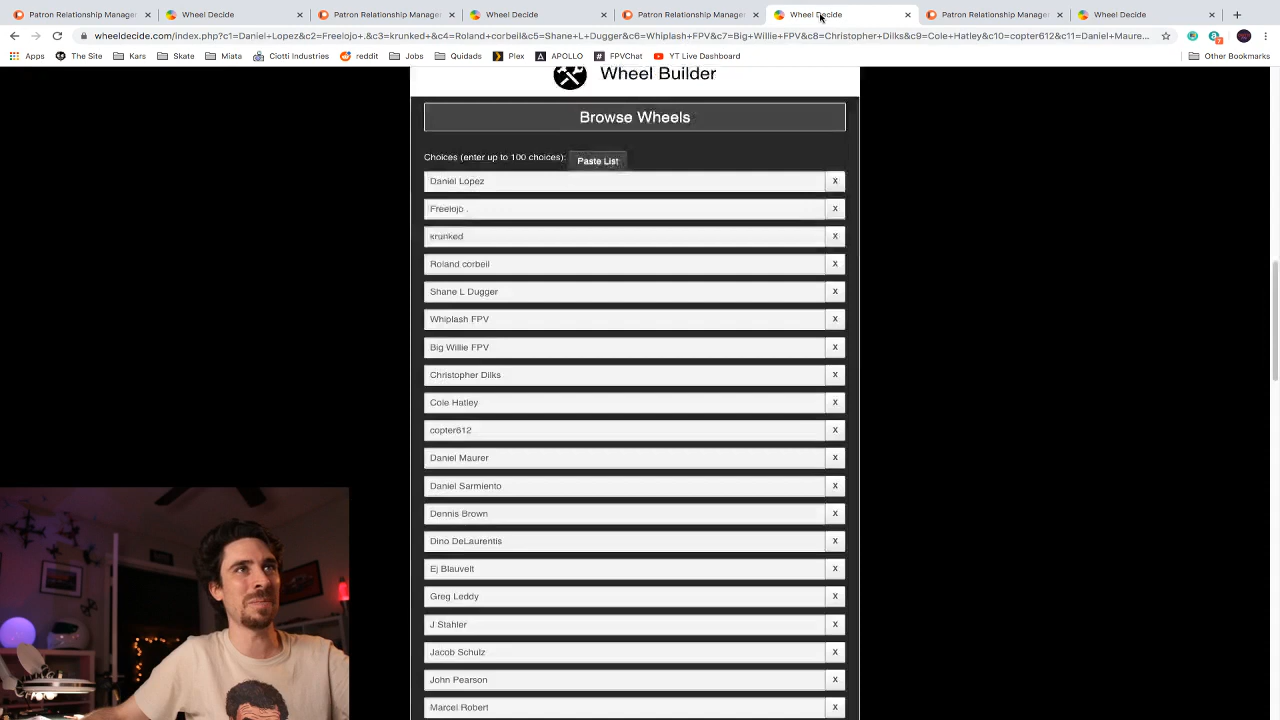 Patron Relationship Manager
Wheel Decide
Patron Relationship Manager
Wheel Decide
Patron Relationship Manager
Wheel Decide
Patron Relationship Manager
Wheel Decide
wheeldecide.com/index.php?c1=Daniel+Lopez&c2=Freelojo+.&c3=krunked+&c4=Roland+corbeil&c5=Shane+L+Dugger&c6=Whiplash+FPV&c7=Big+Willie+FPV&c8=Christopher+Dilks&c9=Cole+Hatley&c10=copter612&c11=Daniel+Maure...
Apps
The Site
Kars
Skate
Miata
Ciotti Industries
reddit
Jobs
Quidads
Plex
APOLLO
FPVChat
YT Live Dashboard
Other Bookmarks
Wheel Builder
Browse Wheels
Choices (enter up to 100 choices):
Paste List
Daniel Lopez X
Freelojo . X
krunked X
Roland corbeil X
Shane L Dugger X
Whiplash FPV X
Big Willie FPV X
Christopher Dilks X
Cole Hatley X
copter612 X
Daniel Maurer X
Daniel Sarmiento X
Dennis Brown X
Dino DeLaurentis X
Ej Blauvelt X
Greg Leddy X
J Stahler X
Jacob Schulz X
John Pearson X
Marcel Robert X